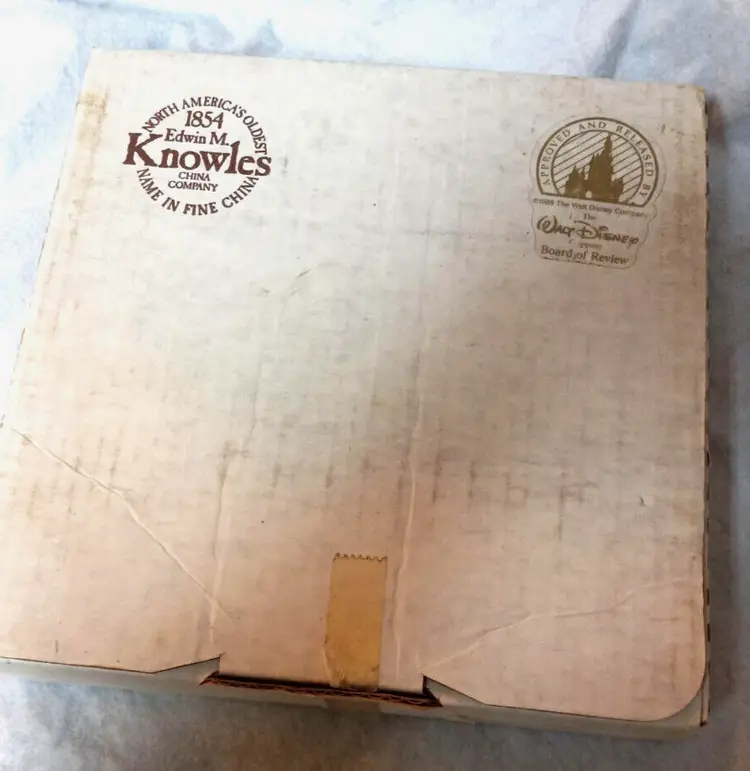 NORTH AMERICA'S OLDEST
1854
Edwin M.
Knowles
CHINA
COMPANY
NAME IN FINE CHINA
APPROVED AND RELEASED BY
The Walt Disney Company
The
WALT DISNEY
Board of Review